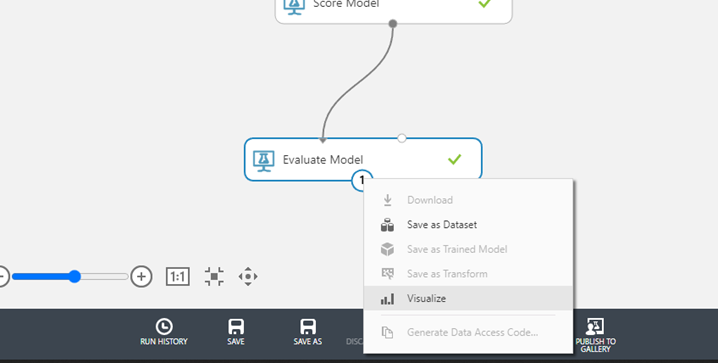 Score Model
Evaluate Model
1
Download
Save as Dataset
Save as Trained Model
Save as Transform
Visualize
Generate Data Access Code...
1:1
RUN HISTORY
SAVE
SAVE AS
DISC
PUBLISH TO
GALLERY